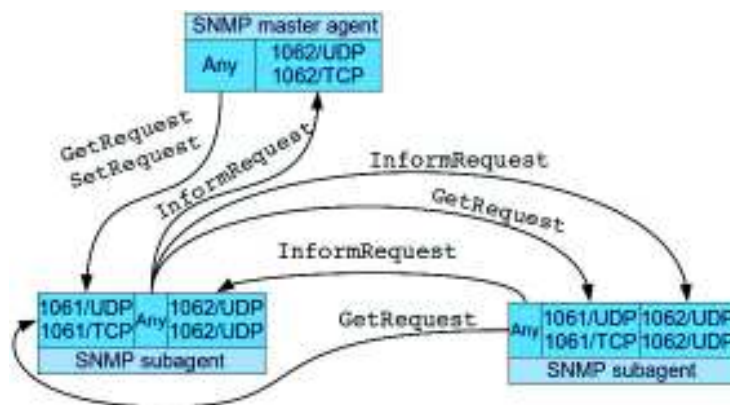 SNMP master agent
Any
1062/UDP
1062/TCP
GetRequest
SetRequest
InformRequest
InformRequest
GetRequest
InformRequest
GetRequest
1061/UDP
1061/TCP
Any
1062/UDP
1062/UDP
SNMP subagent
Any
1061/UDP
1061/TCP
1062/UDP
1062/UDP
SNMP subagent